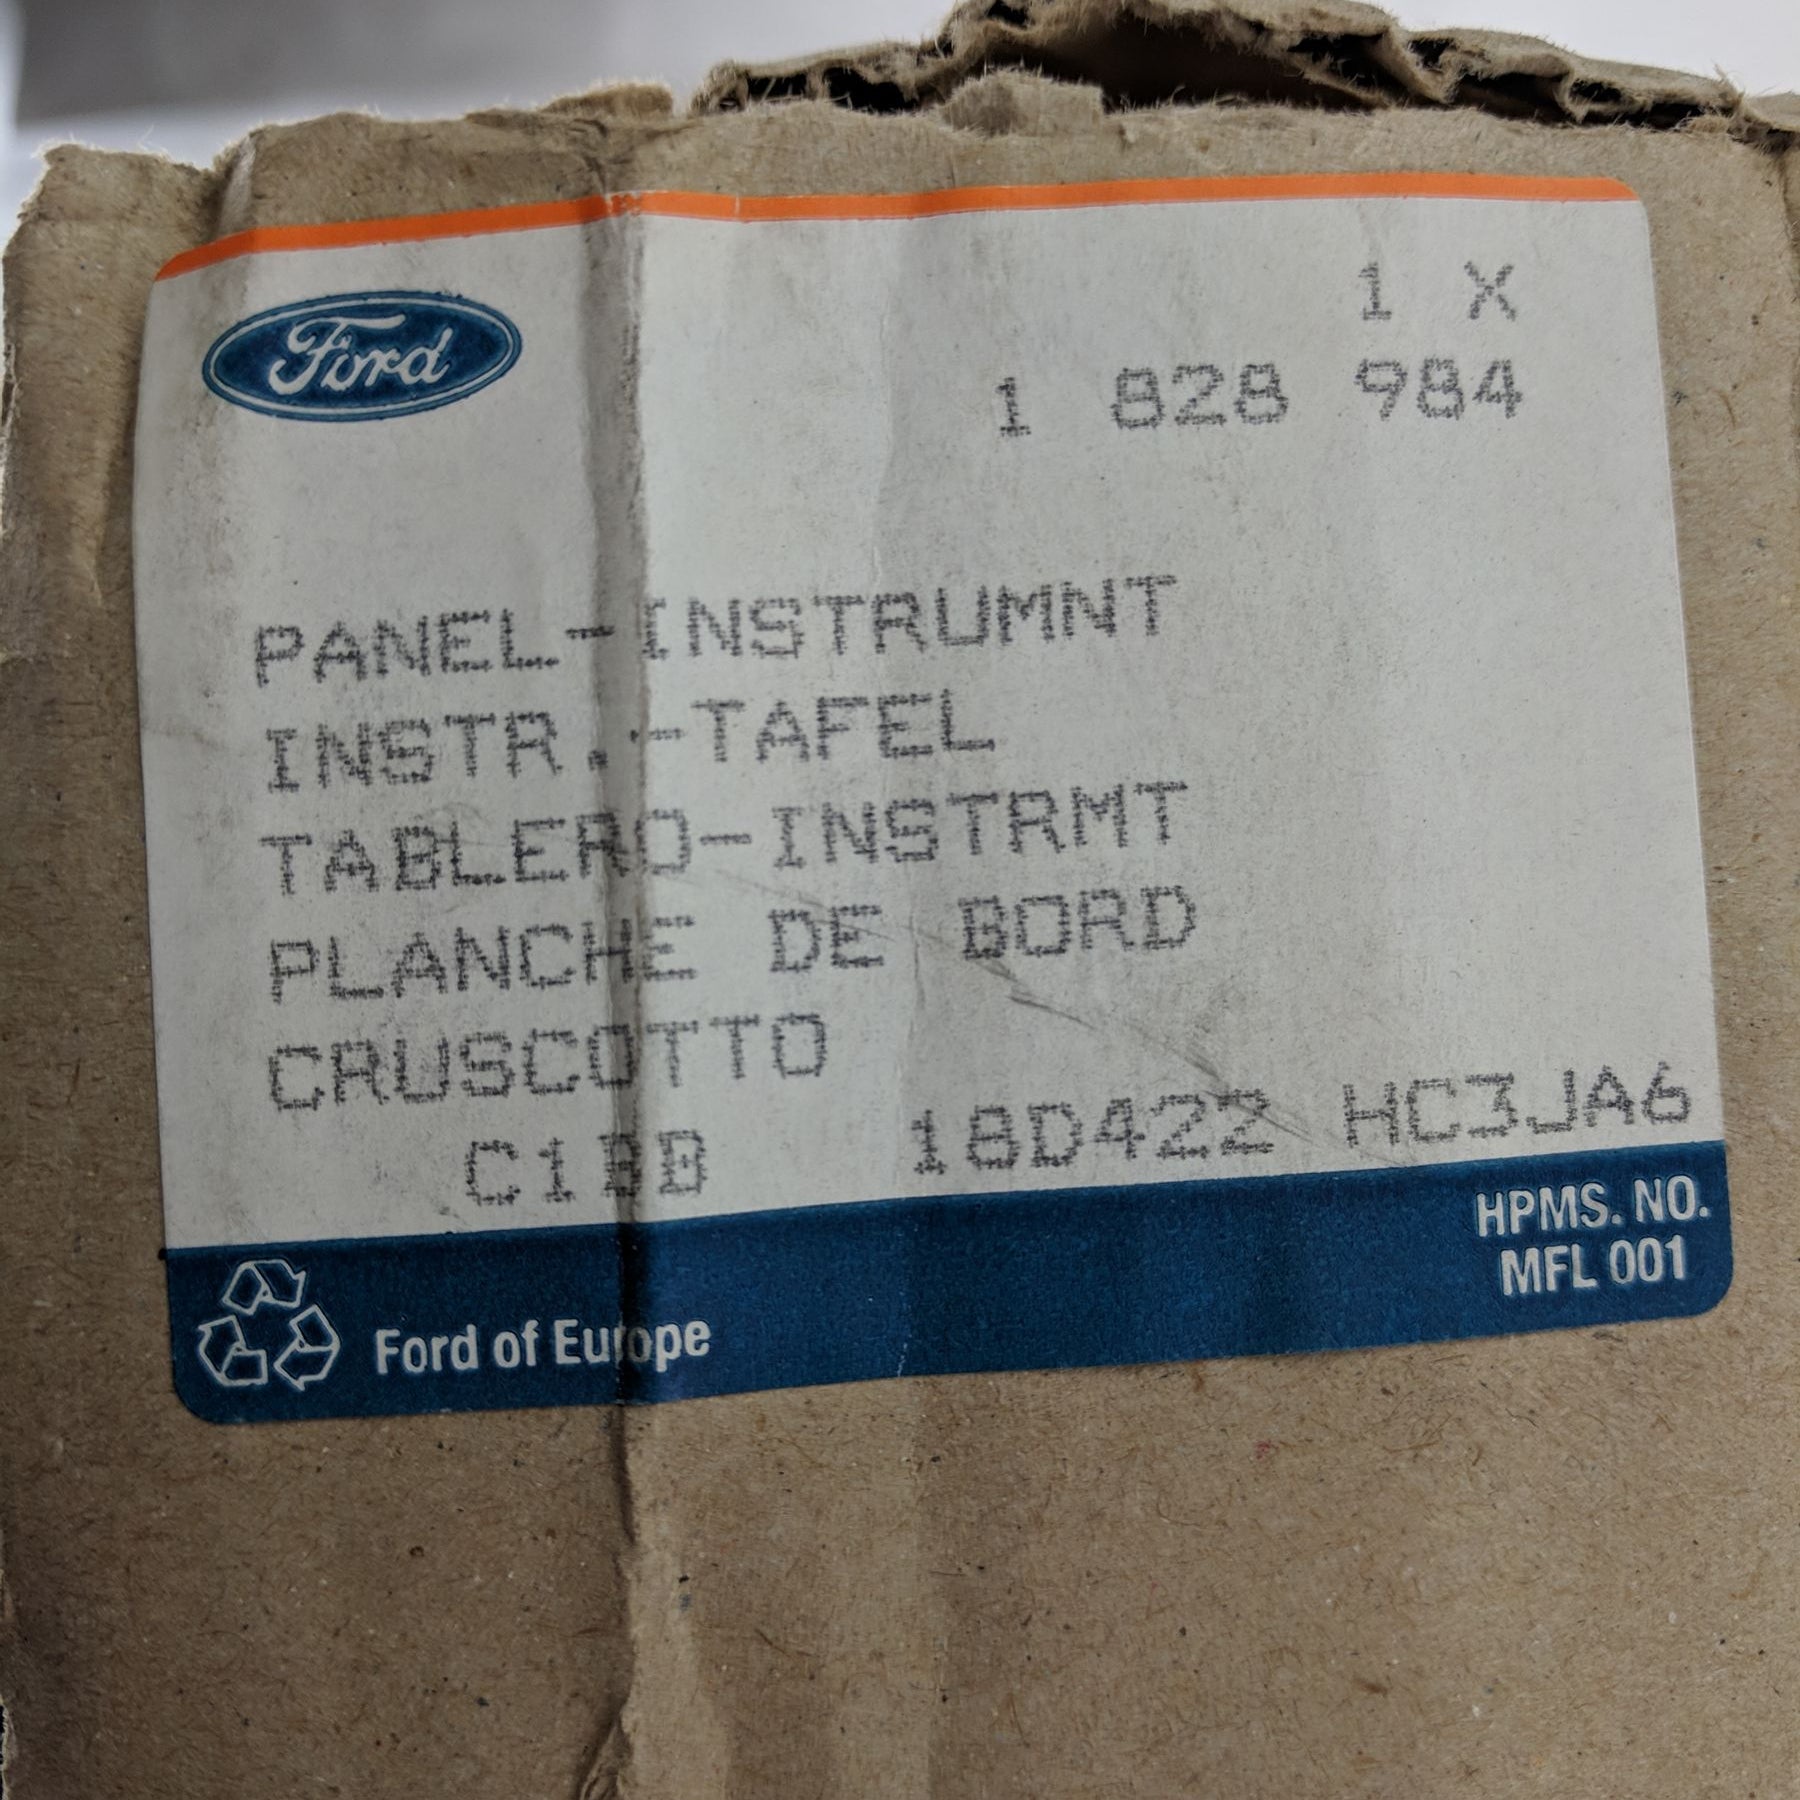 Ford
1 X
1 828 984
PANEL-INSTRUMNT
INSTR.-TAFEL
TABLERO-INSTRMT
PLANCHE DE BORD
CRUSCOTTO
C1BB 18D422 HC3JA6
HPMS. NO.
MFL 001
Ford of Europe